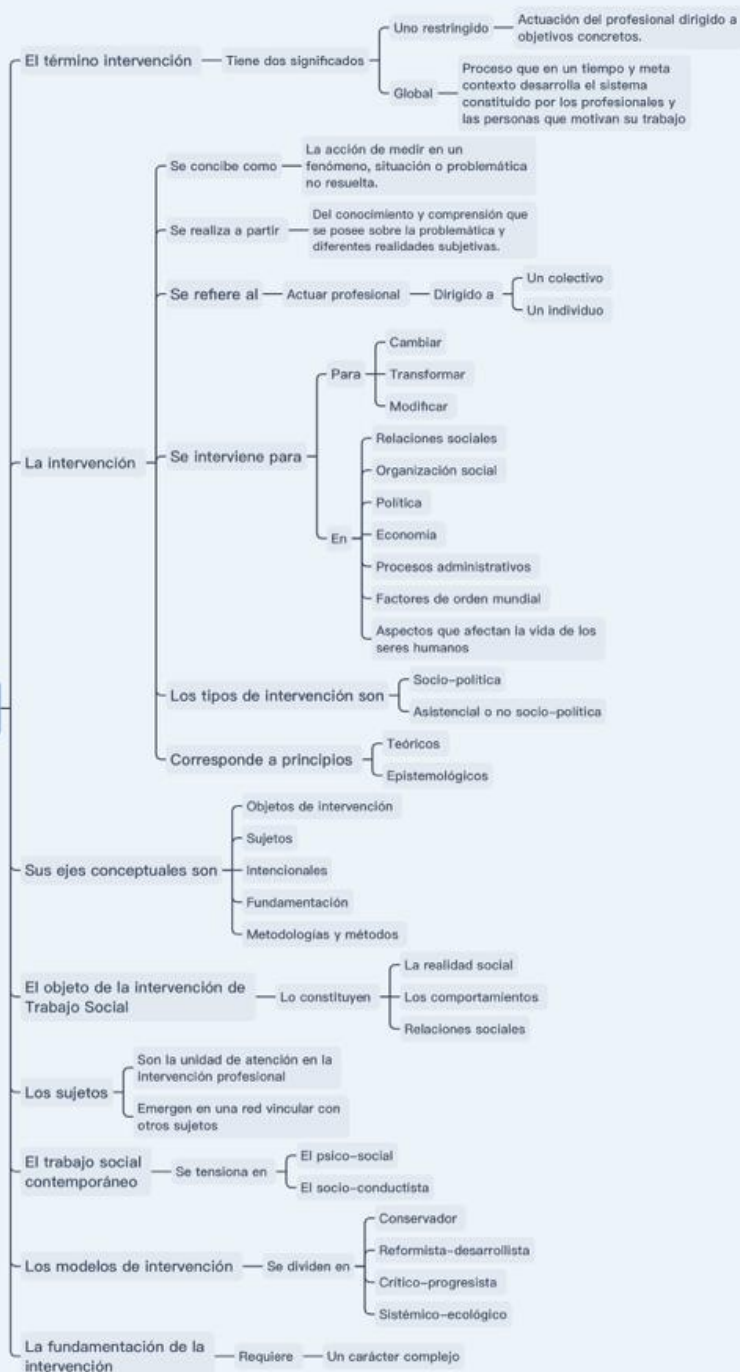 El término intervención
Tiene dos significados
Uno restringido
Actuación del profesional dirigido a
objetivos concretos.
Global
Proceso que en un tiempo y meta
contexto desarrolla el sistema
constituido por los profesionales y
las personas que motivan su trabajo
La intervención
Se concibe como
La acción de medir en un
fenómeno, situación o problemática
no resuelta.
Se realiza a partir
Del conocimiento y comprensión que
se posee sobre la problemática y
diferentes realidades subjetivas.
Se refiere al
Actuar profesional
Dirigido a
Un colectivo
Un individuo
Se interviene para
Para
Cambiar
Transformar
Modificar
En
Relaciones sociales
Organización social
Política
Economía
Procesos administrativos
Factores de orden mundial
Aspectos que afectan la vida de los
seres humanos
Los tipos de intervención son
Socio-política
Asistencial o no socio-política
Corresponde a principios
Teóricos
Epistemológicos
Sus ejes conceptuales son
Objetos de intervención
Sujetos
Intencionales
Fundamentación
Metodologías y métodos
El objeto de la intervención de
Trabajo Social
Lo constituyen
La realidad social
Los comportamientos
Relaciones sociales
Los sujetos
Son la unidad de atención en la
intervención profesional
Emergen en una red vincular con
otros sujetos
El trabajo social
contemporáneo
Se tensiona en
El psico-social
El socio-conductista
Los modelos de intervención
Se dividen en
Conservador
Reformista-desarrollista
Crítico-progresista
Sistémico-ecológico
La fundamentación de la
intervención
Requiere
Un carácter complejo